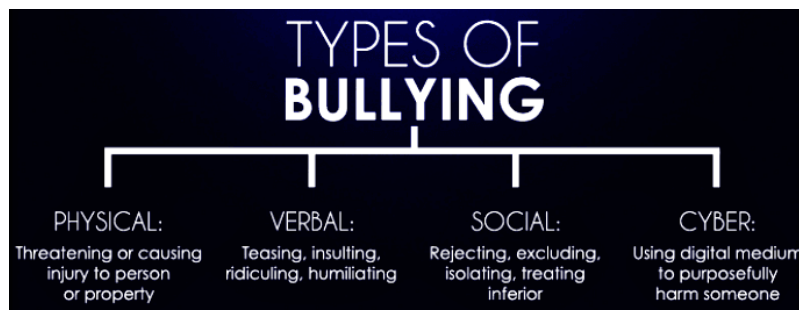 TYPES OF
BULLYING
PHYSICAL:
Threatening or causing
injury to person
or property
VERBAL:
Teasing, insulting,
ridiculing, humiliating
SOCIAL:
Rejecting, excluding,
isolating, treating
inferior
CYBER:
Using digital medium
to purposefully
harm someone